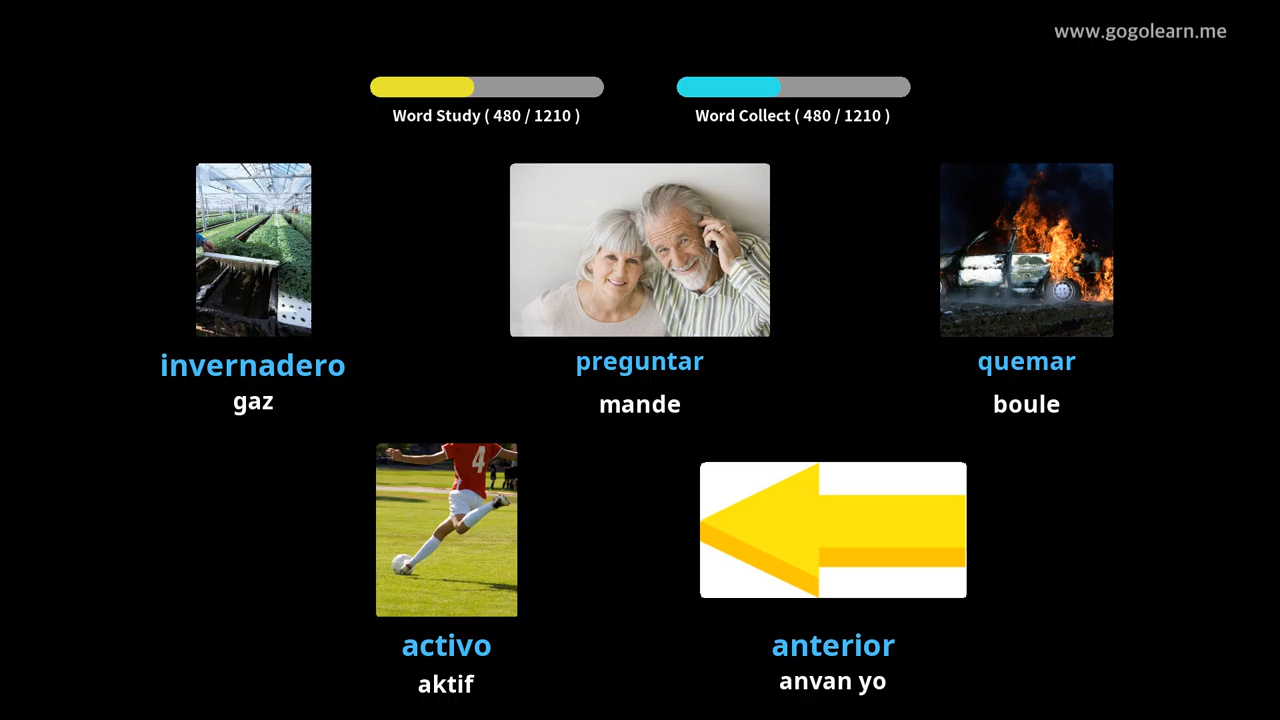 www.gogolearn.me
Word Study ( 480 / 1210 )
Word Collect ( 480 / 1210 )
invernadero
gaz
preguntar
mande
quemar
boule
4
activo
aktif
anterior
anvan yo